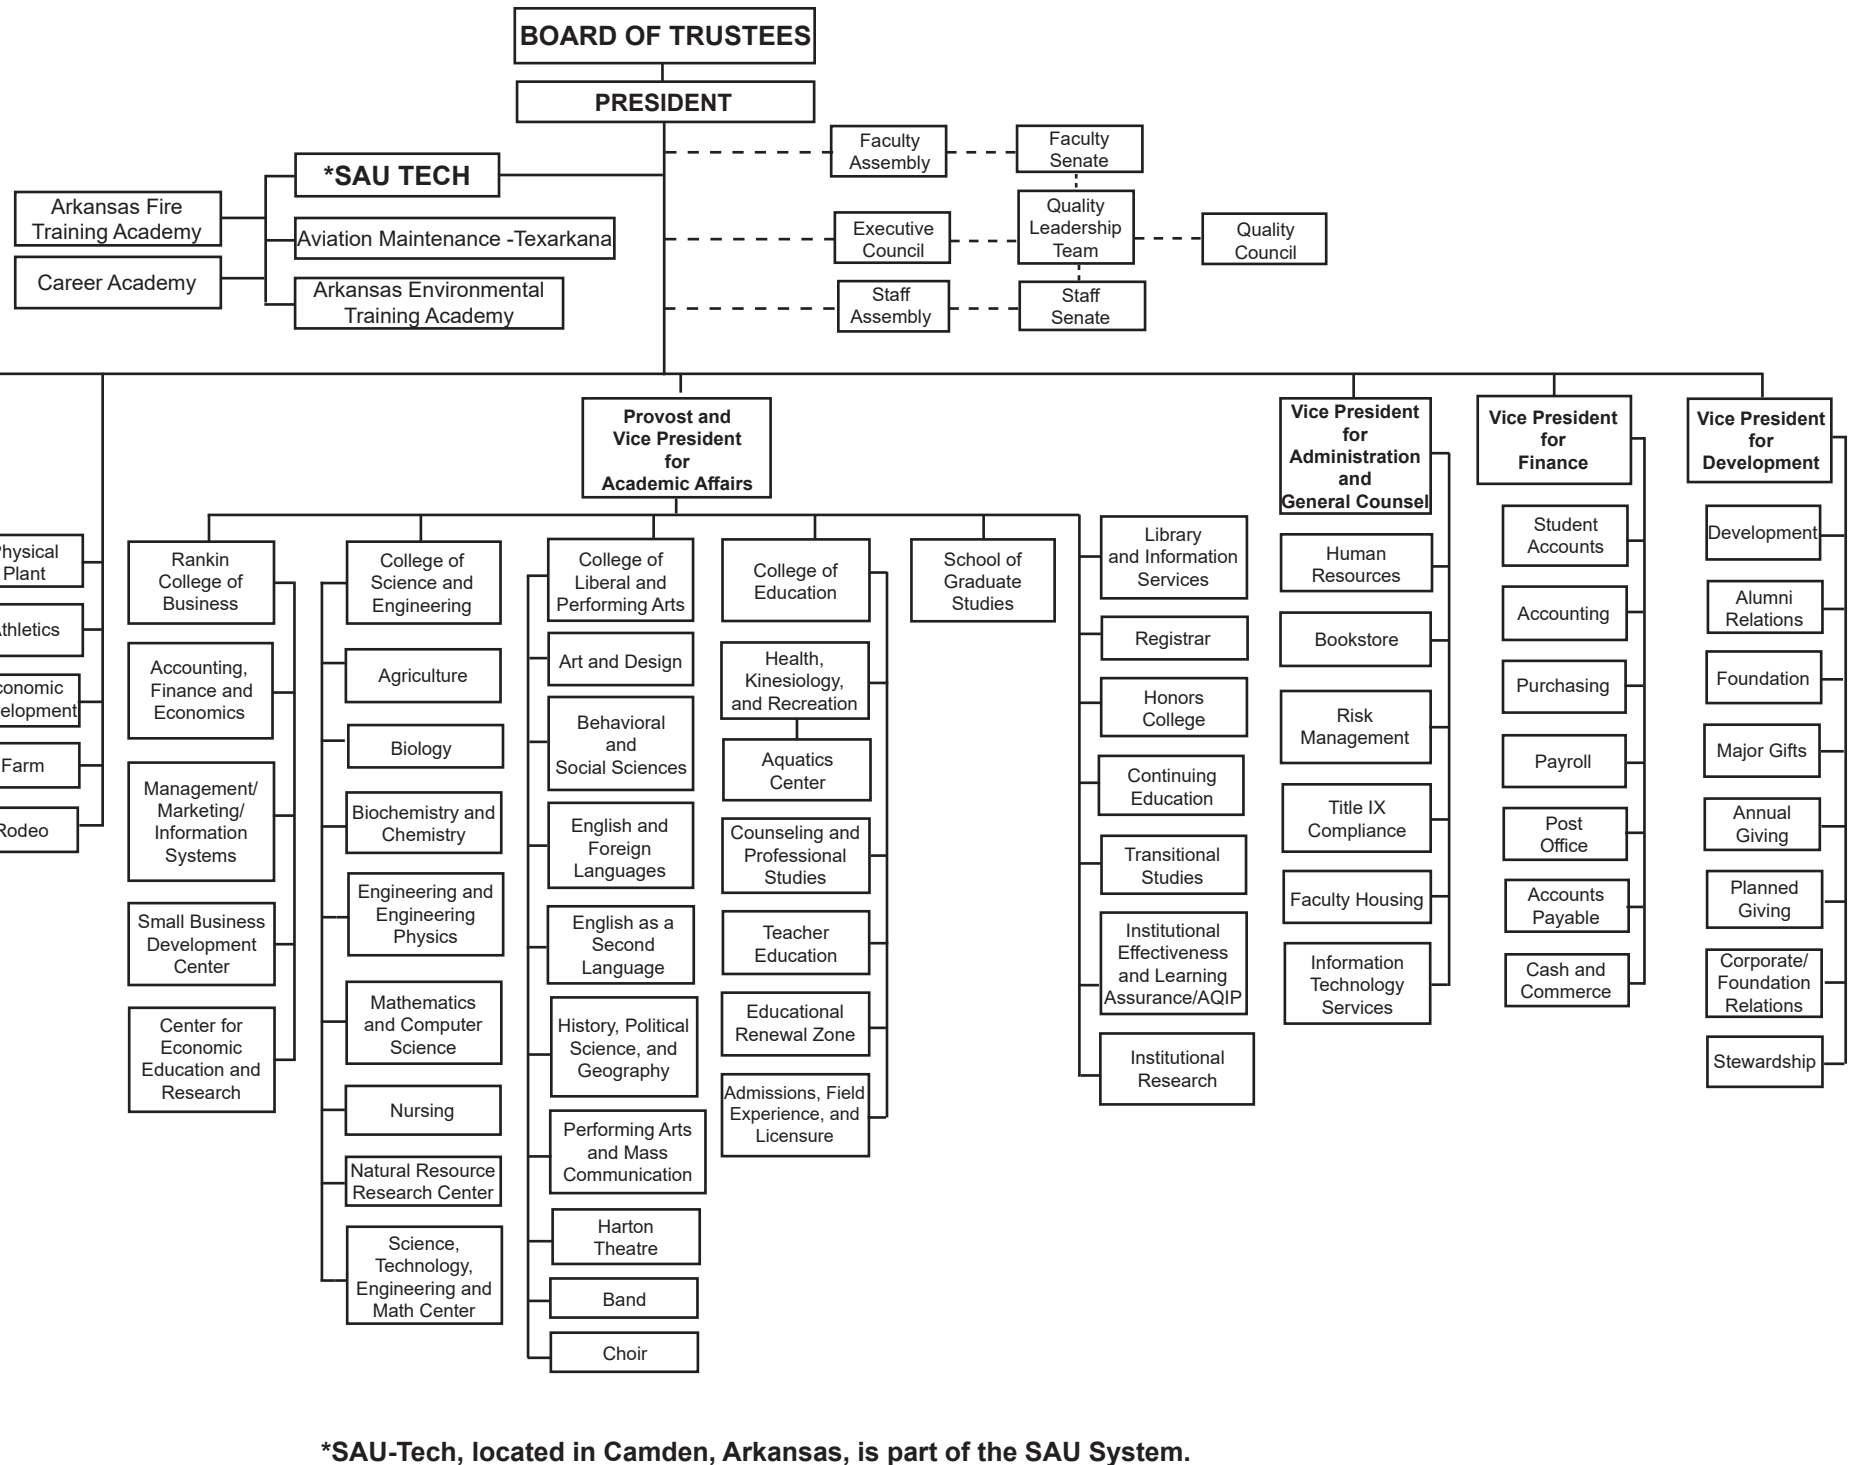 BOARD OF TRUSTEES
PRESIDENT
*SAU TECH
Arkansas Fire
Training Academy
Aviation Maintenance -Texarkana
Career Academy
Arkansas Environmental
Training Academy
Faculty
Assembly
Faculty
Senate
Executive
Council
Quality
Leadership
Team
Quality
Council
Staff
Assembly
Staff
Senate
Plant
Farm
Rodeo
Provost and
Vice President
for
Academic Affairs
Rankin
College of
Business
Accounting,
Finance and
Economics
Management/
Marketing/
Information
Systems
Small Business
Development
Center
Center for
Economic
Education and
Research
College of
Science and
Engineering
Agriculture
Biology
Biochemistry and
Chemistry
Engineering and
Engineering
Physics
Mathematics
and Computer
Science
Nursing
Natural Resource
Research Center
Science,
Technology,
Engineering and
Math Center
College of
Liberal and
Performing Arts
Art and Design
Behavioral
and
Social Sciences
English and
Foreign
Languages
English as a
Second
Language
History, Political
Science, and
Geography
Performing Arts
and Mass
Communication
Harton
Theatre
Band
Choir
College of
Education
Health,
Kinesiology,
and Recreation
Aquatics
Center
Counseling and
Professional
Studies
Teacher
Education
Educational
Renewal Zone
Admissions, Field
Experience, and
Licensure
School of
Graduate
Studies
Library
and Information
Services
Registrar
Honors
College
Continuing
Education
Transitional
Studies
Institutional
Effectiveness
and Learning
Assurance/AQIP
Institutional
Research
Vice President
for
Administration
and
General Counsel
Human
Resources
Bookstore
Risk
Management
Title IX
Compliance
Faculty Housing
Information
Technology
Services
Vice President
for
Finance
Student
Accounts
Accounting
Purchasing
Payroll
Post
Office
Accounts
Payable
Cash and
Commerce
Vice President
for
Development
Development
Alumni
Relations
Foundation
Major Gifts
Annual
Giving
Planned
Giving
Corporate/
Foundation
Relations
Stewardship
*SAU-Tech, located in Camden, Arkansas, is part of the SAU System.